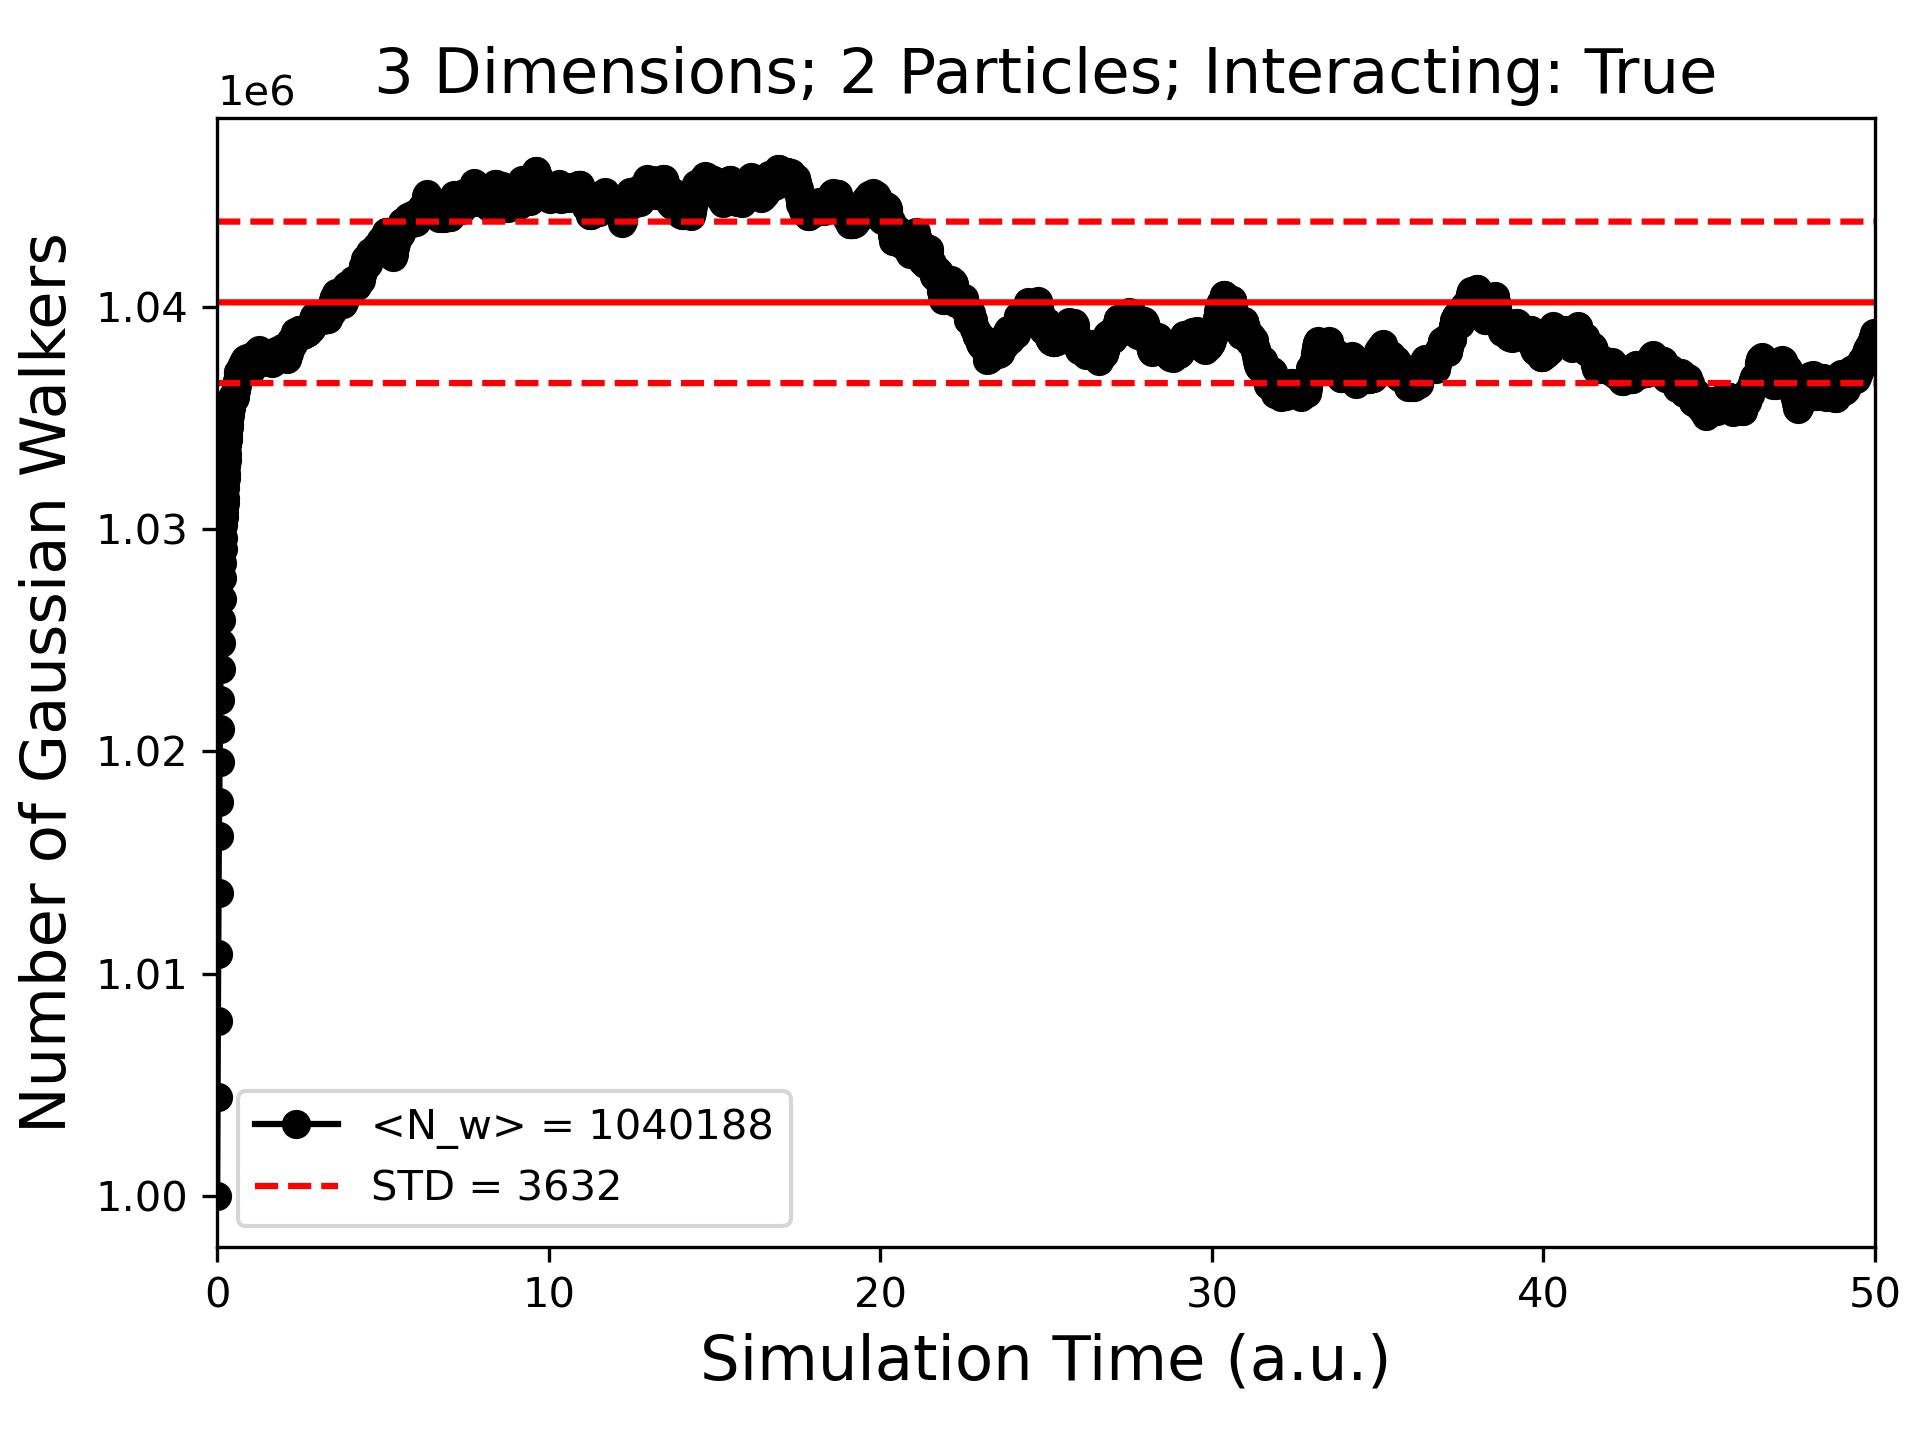 3 Dimensions; 2 Particles; Interacting: True
1e6
Number of Gaussian Walkers
1.04
1.03
1.02
1.01
1.00
<N_w> = 1040188
STD = 3632
0 10 20 30 40 50
Simulation Time (a.u.)